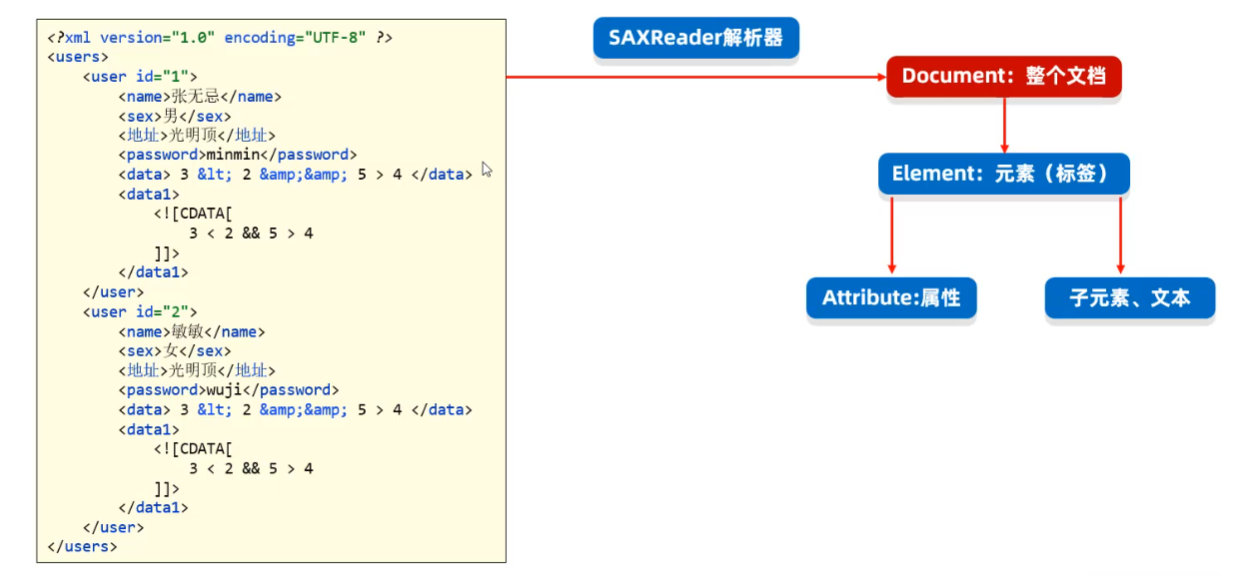 <?xml version="1.0" encoding="UTF-8" ?>
<users>
    <user id="1">
        <name>张无忌</name>
        <sex>男</sex>
        <地址>光明顶</地址>
        <password>minmin</password>
        <data> 3 &lt; 2 &amp;&amp; 5 > 4 </data>
        <data1>
            <![CDATA[
                3 < 2 && 5 > 4
            ]]>
        </data1>
    </user>
    <user id="2">
        <name>敏敏</name>
        <sex>女</sex>
        <地址>光明顶</地址>
        <password>wuji</password>
        <data> 3 &lt; 2 &amp;&amp; 5 > 4 </data>
        <data1>
            <![CDATA[
                3 < 2 && 5 > 4
            ]]>
        </data1>
    </user>
</users>
SAXReader解析器
Document：整个文档
Element：元素（标签）
Attribute:属性
子元素、文本